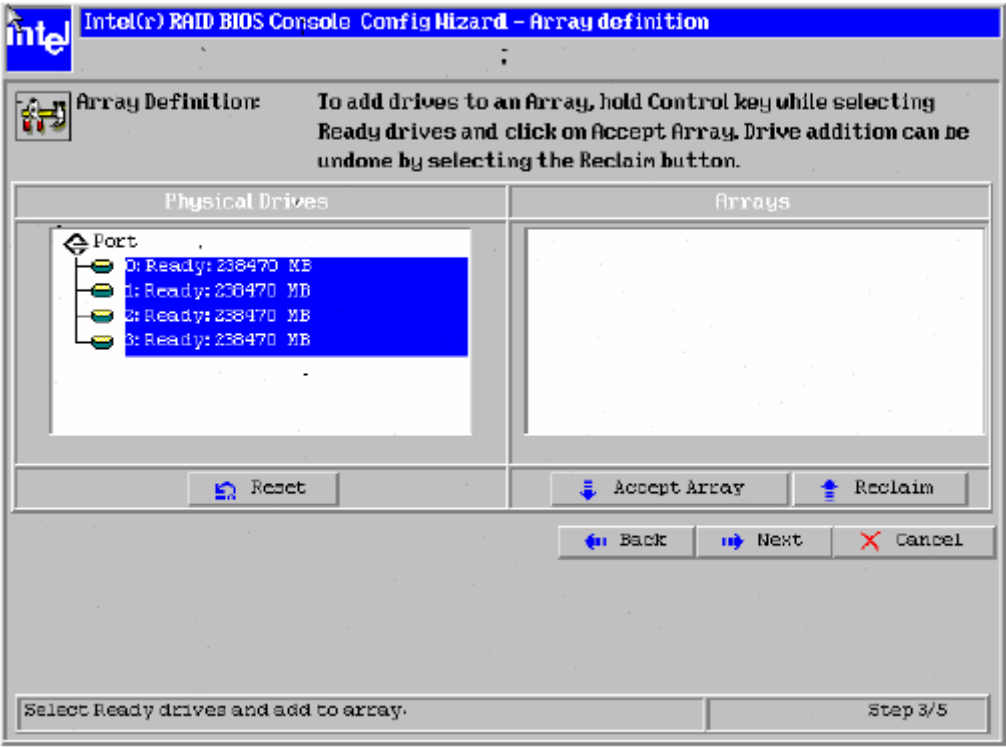 intel
Intel(r) RAID BIOS Console Config Wizard - Array definition
Array Definition:
To add drives to an Array, hold Control key while selecting
Ready drives and click on Accept Array. Drive addition can be
undone by selecting the Reclaim button.
Physical Drives
Arrays
Port
0: Ready: 238470 MB
1: Ready: 238470 MB
2: Ready: 238470 MB
3: Ready: 238470 MB
Reset
Accept Array
Reclaim
Back
Next
Cancel
Select Ready drives and add to array.
Step 3/5